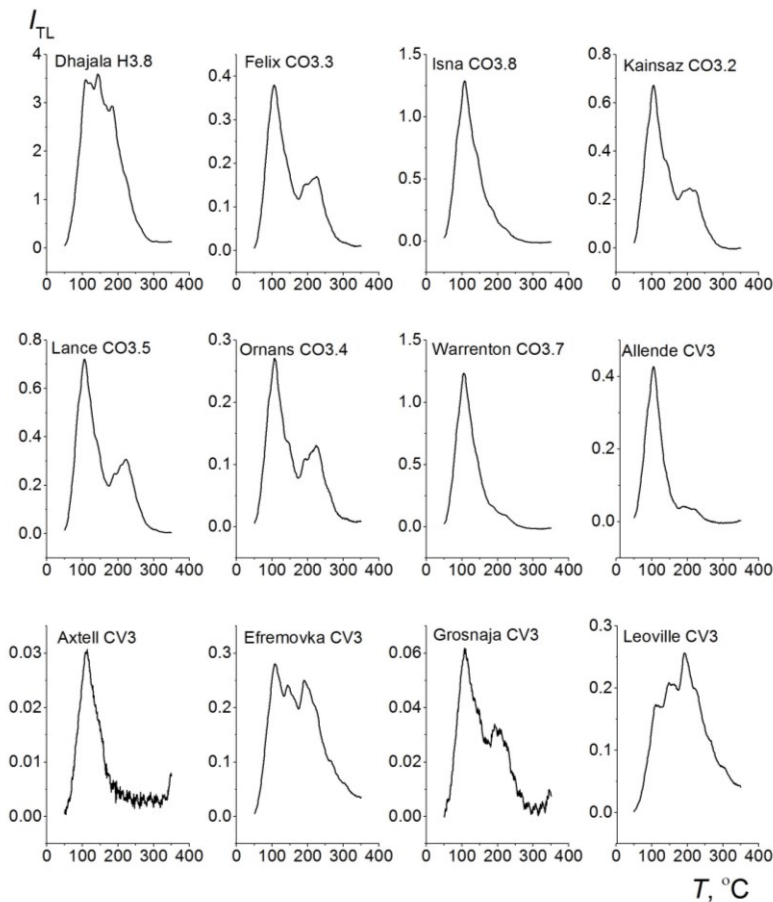 I_TL
Dhajala H3.8
4
3
2
1
0
0 100 200 300 400
Felix CO3.3
0.4
0.3
0.2
0.1
0.0
0 100 200 300 400
Isna CO3.8
1.5
1.0
0.5
0.0
0 100 200 300 400
Kainsaz CO3.2
0.8
0.6
0.4
0.2
0.0
0 100 200 300 400
Lance CO3.5
0.8
0.6
0.4
0.2
0.0
0 100 200 300 400
Ornans CO3.4
0.3
0.2
0.1
0.0
0 100 200 300 400
Warrenton CO3.7
1.5
1.0
0.5
0.0
0 100 200 300 400
Allende CV3
0.4
0.2
0.0
0 100 200 300 400
Axtell CV3
0.03
0.02
0.01
0.00
0 100 200 300 400
Efremovka CV3
0.3
0.2
0.1
0.0
0 100 200 300 400
Grosnaja CV3
0.06
0.04
0.02
0.00
0 100 200 300 400
Leoville CV3
0.3
0.2
0.1
0.0
0 100 200 300 400
T, °C